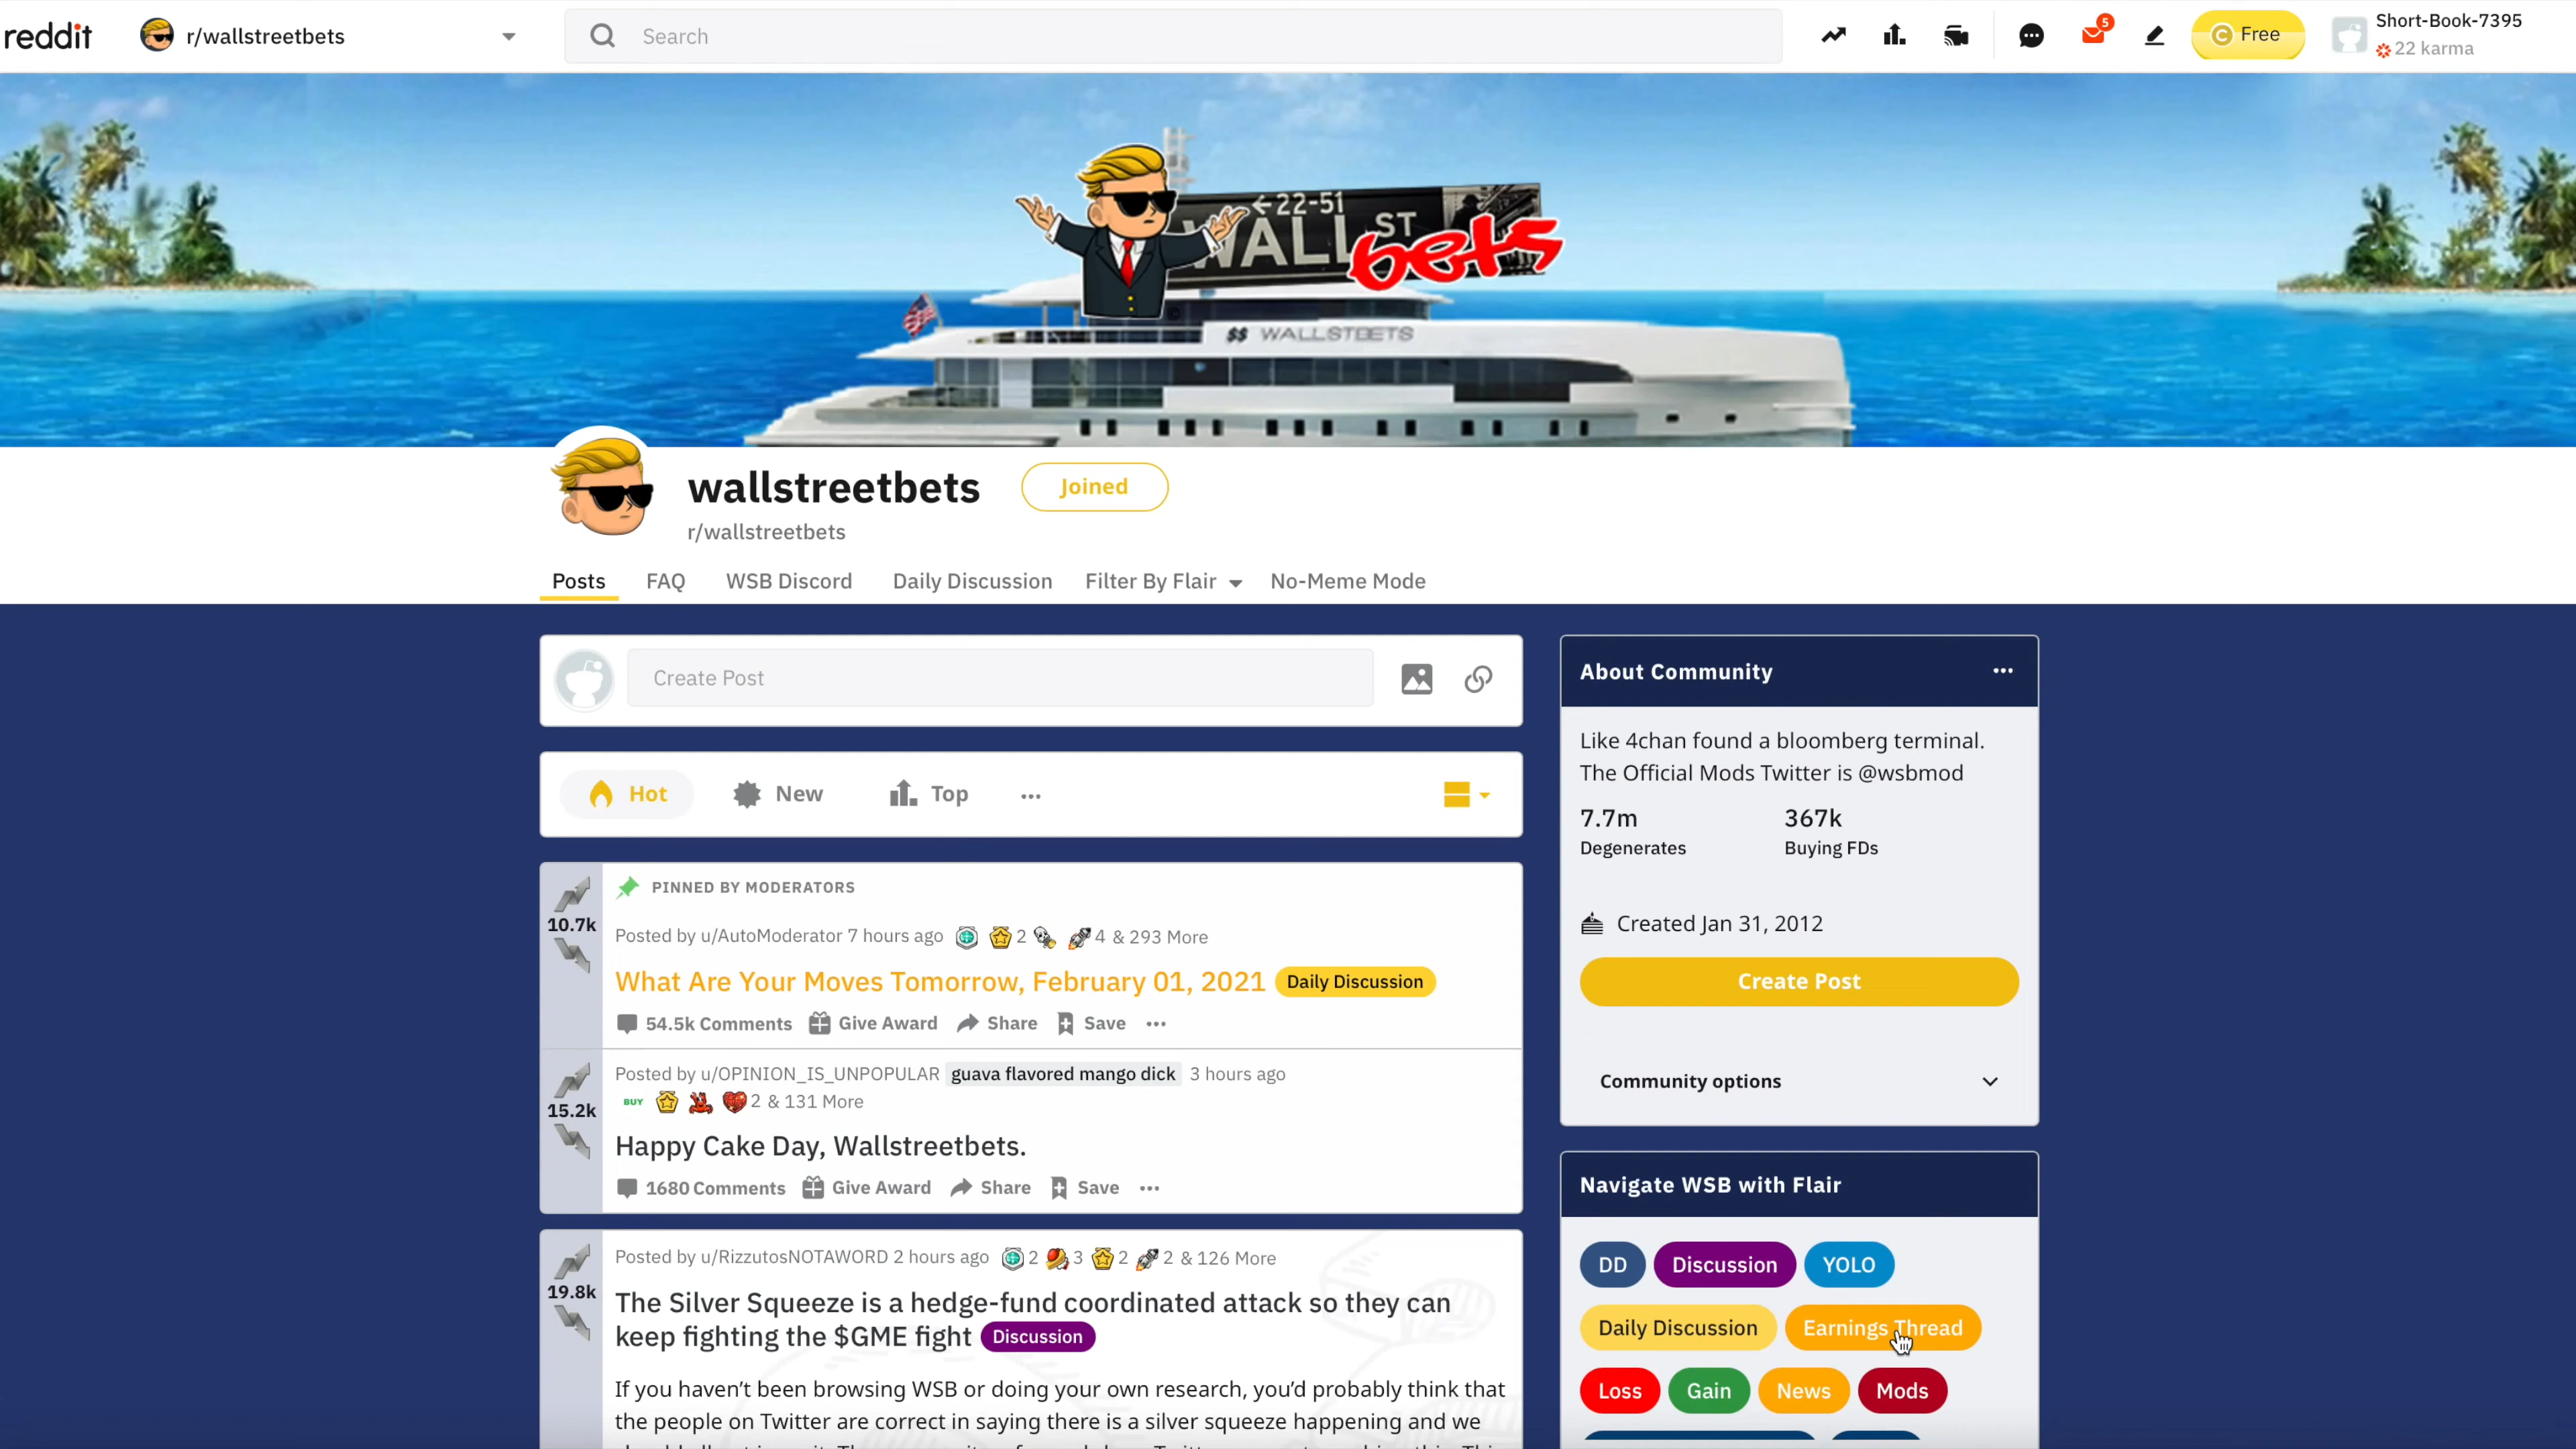 reddit
r/wallstreetbets
Search
5
Free
Short-Book-7395
22 karma
←22-51
WALL ST
bets
$$ WALLSTBETS
wallstreetbets
Joined
r/wallstreetbets
Posts FAQ WSB Discord Daily Discussion Filter By Flair No-Meme Mode
Create Post
Hot New Top ...
PINNED BY MODERATORS
10.7k
Posted by u/AutoModerator 7 hours ago 2 4 & 293 More
What Are Your Moves Tomorrow, February 01, 2021 Daily Discussion
54.5k Comments Give Award Share Save ...
Posted by u/OPINION_IS_UNPOPULAR guava flavored mango dick 3 hours ago
15.2k
BUY 2 & 131 More
Happy Cake Day, Wallstreetbets.
1680 Comments Give Award Share Save ...
Posted by u/RizzutosNOTAWORD 2 hours ago 2 3 2 2 & 126 More
19.8k
The Silver Squeeze is a hedge-fund coordinated attack so they can
keep fighting the $GME fight Discussion
If you haven't been browsing WSB or doing your own research, you'd probably think that
the people on Twitter are correct in saying there is a silver squeeze happening and we
About Community ...
Like 4chan found a bloomberg terminal.
The Official Mods Twitter is @wsbmod
7.7m 367k
Degenerates Buying FDs
Created Jan 31, 2012
Create Post
Community options
Navigate WSB with Flair
DD Discussion YOLO
Daily Discussion Earnings Thread
Loss Gain News Mods